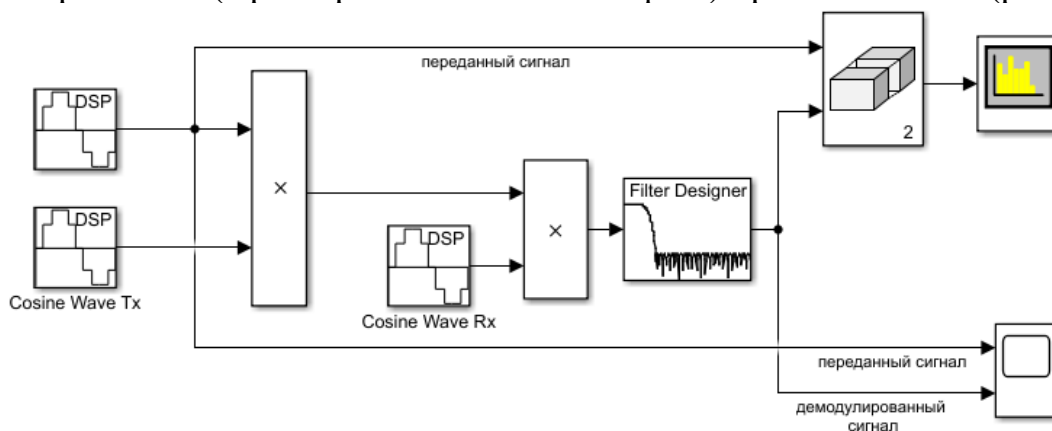 переданный сигнал
DSP
DSP
Cosine Wave Tx
×
DSP
Cosine Wave Rx
×
Filter Designer
2
переданный сигнал
демодулированный
сигнал